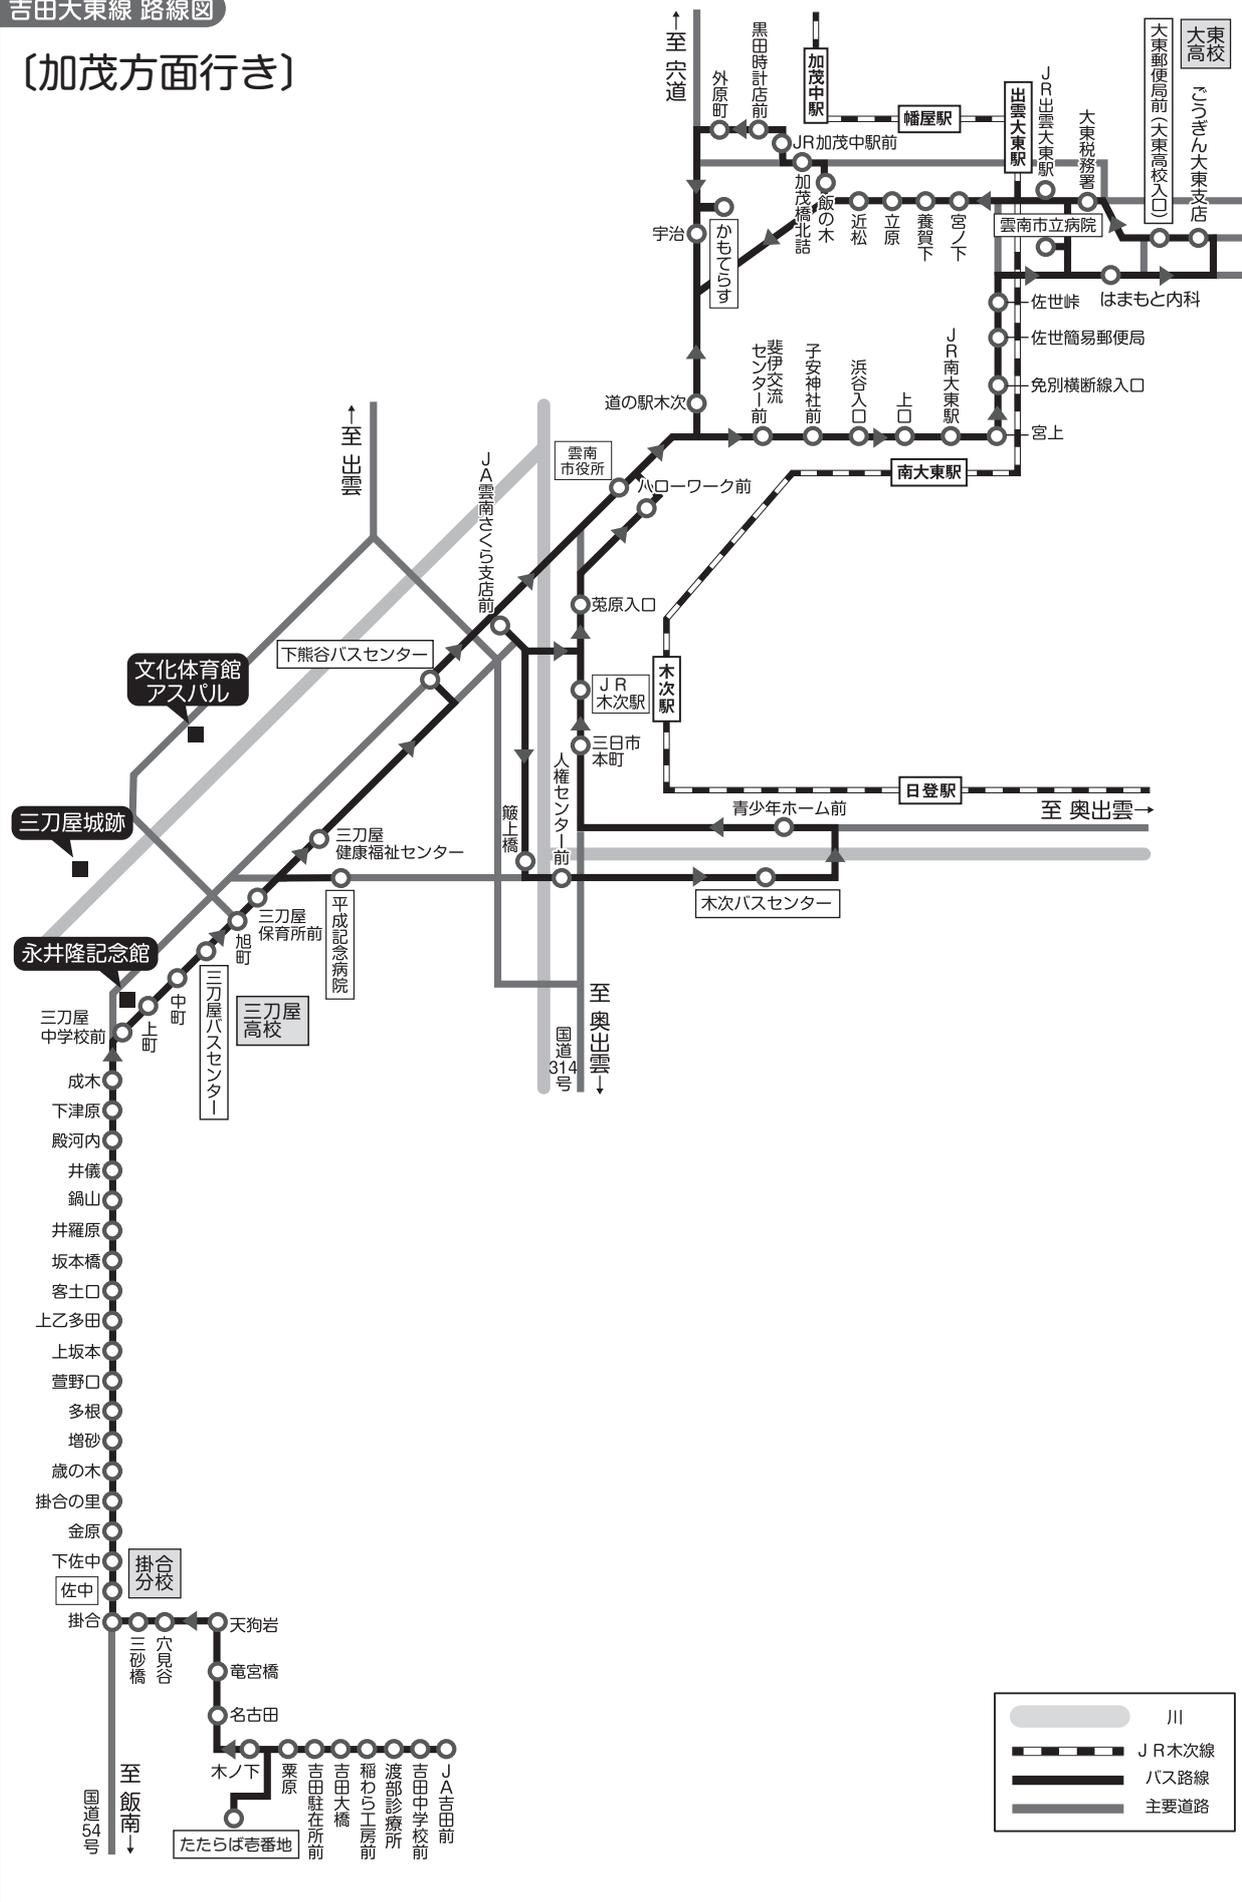 吉田大東線 路線図
〔加茂方面行き〕
↑至 宍道
外原町
黒田時計店前
加茂中駅
幡屋駅
出雲大東駅
JR出雲大東駅
大東税務署
大東郵便局前（大東高校入口）
ごうぎん大東支店
大東
高校
JR加茂中駅前
加茂橋北詰
飯の木
近松
立原
養賀下
宮ノ下
雲南市立病院
宇治
かもてらす
はまもと内科
佐世峠
佐世簡易郵便局
免別横断線入口
宮上
道の駅木次
斐伊交流
センター前
子安神社前
浜谷入口
上口
JR南大東駅
南大東駅
↑至 出雲
雲南
市役所
ハローワーク前
JA雲南さくら支店前
菟原入口
下熊谷バスセンター
文化体育館
アスパル
JR
木次駅
木次駅
三日市
本町
日登駅
至 奥出雲→
青少年ホーム前
人権センター前
簸上橋
三刀屋城跡
三刀屋
健康福祉センター
木次バスセンター
平成記念病院
三刀屋
保育所前
旭町
永井隆記念館
三刀屋バスセンター
三刀屋
高校
中町
上町
三刀屋
中学校前
国道314号
至 奥出雲↓
成木
下津原
殿河内
井儀
鍋山
井羅原
坂本橋
客土口
上乙多田
上坂本
萱野口
多根
増砂
歳の木
掛合の里
金原
下佐中
掛合
分校
佐中
掛合
三砂橋
穴見谷
天狗岩
竜宮橋
名古田
木ノ下
粟原
吉田駐在所前
吉田大橋
稲わら工房前
渡部診療所
吉田中学校前
JA吉田前
たたらば壱番地
国道54号
至 飯南↓
川
JR木次線
バス路線
主要道路